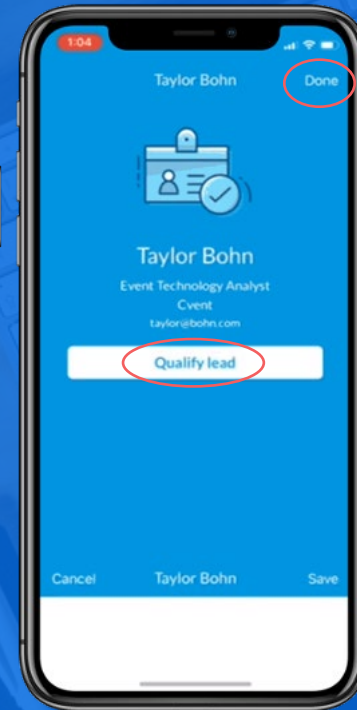 1:04
Taylor Bohn Done
Taylor Bohn
Event Technology Analyst
Cvent
taylor@bohn.com
Qualify lead
Cancel Taylor Bohn Save